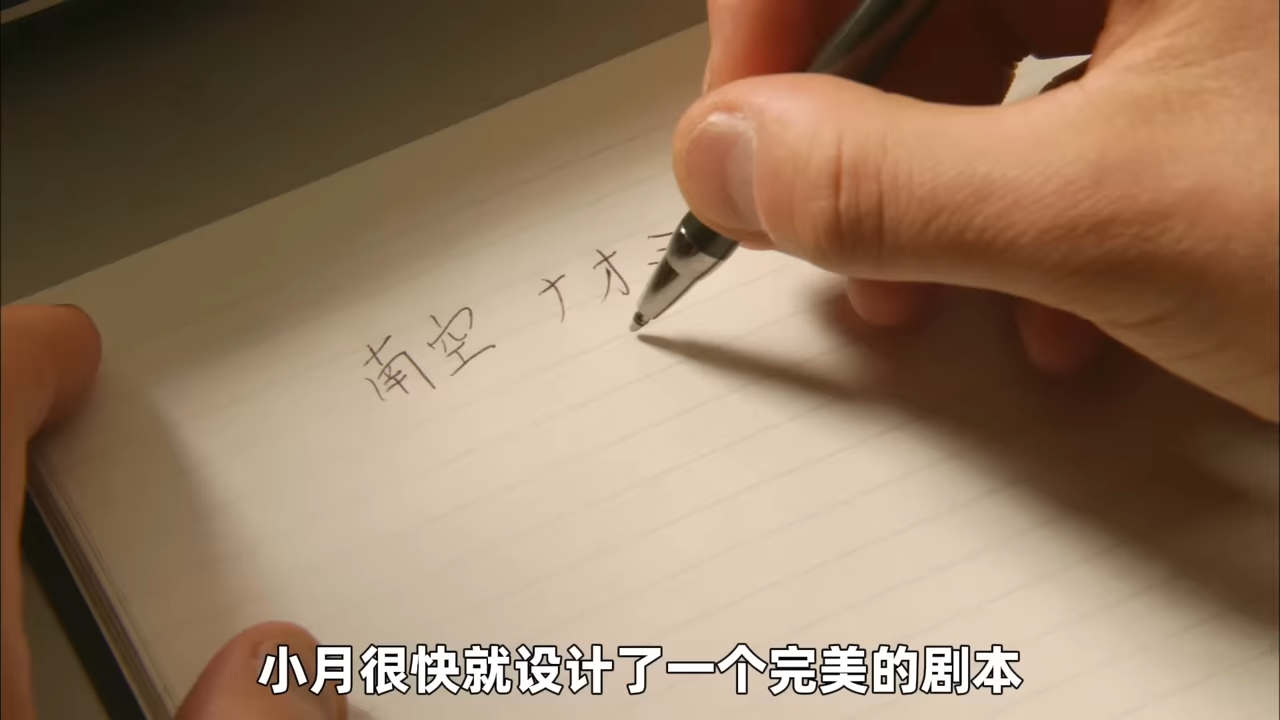 南空 ナオミ
小月很快就设计了一个完美的剧本